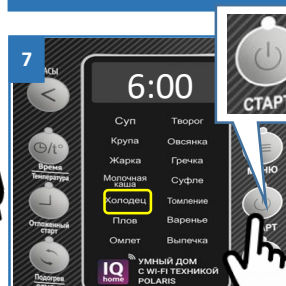 7
ЧАСЫ
6:00
СТАРТ
Суп Творог
Крупа Овсянка
Жарка Гречка
Молочная каша Суфле
Холодец Томление
Плов Варенье
Омлет Выпечка
/t°
Время
Температура
Отложенный
старт
Подогрев
МЕНЮ
IQ
home
УМНЫЙ ДОМ
С WI-FI ТЕХНИКОЙ
POLARIS